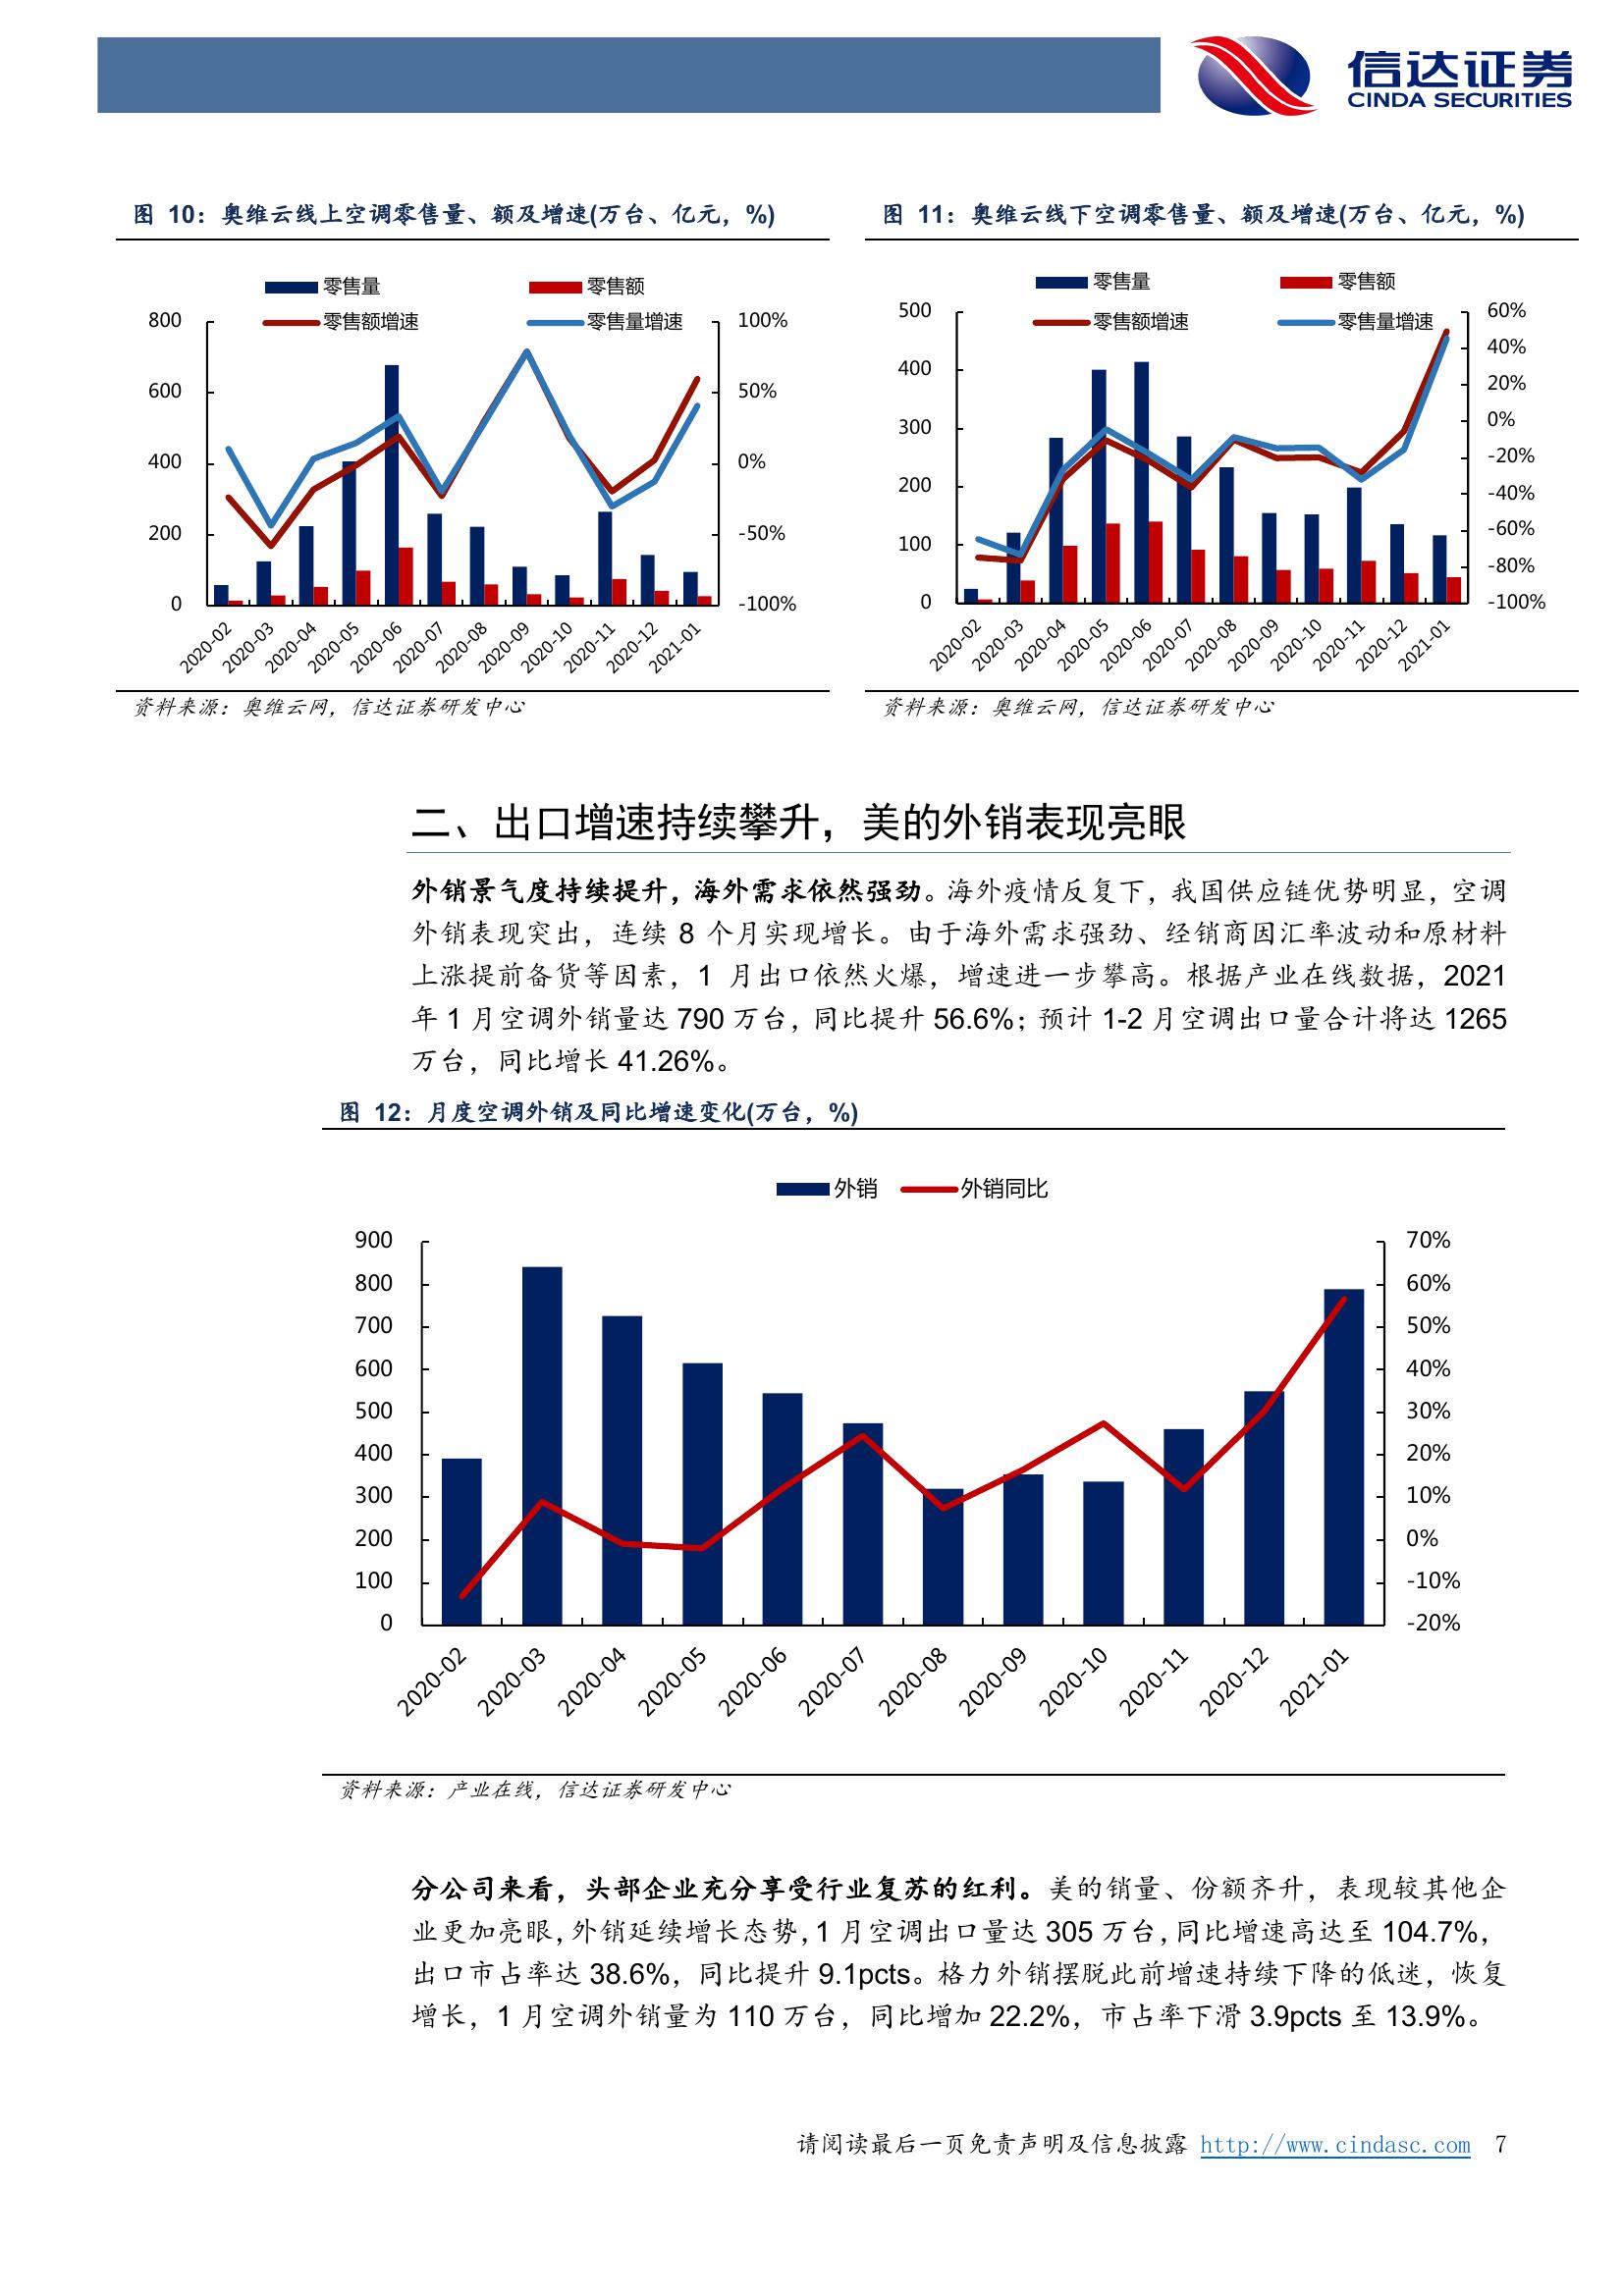 信达证券
CINDA SECURITIES
图 10：奥维云线上空调零售量、额及增速(万台、亿元，%)
零售量
零售额
零售额增速
零售量增速
800
600
400
200
0
100%
50%
0%
-50%
-100%
2020-02
2020-03
2020-04
2020-05
2020-06
2020-07
2020-08
2020-09
2020-10
2020-11
2020-12
2021-01
资料来源：奥维云网，信达证券研发中心
图 11：奥维云线下空调零售量、额及增速(万台、亿元，%)
零售量
零售额
零售额增速
零售量增速
500
400
300
200
100
0
60%
40%
20%
0%
-20%
-40%
-60%
-80%
-100%
2020-02
2020-03
2020-04
2020-05
2020-06
2020-07
2020-08
2020-09
2020-10
2020-11
2020-12
2021-01
资料来源：奥维云网，信达证券研发中心
二、出口增速持续攀升，美的外销表现亮眼
外销景气度持续提升，海外需求依然强劲。海外疫情反复下，我国供应链优势明显，空调
外销表现突出，连续 8 个月实现增长。由于海外需求强劲、经销商因汇率波动和原材料
上涨提前备货等因素，1 月出口依然火爆，增速进一步攀高。根据产业在线数据，2021
年 1 月空调外销量达 790 万台，同比提升 56.6%；预计 1-2 月空调出口量合计将达 1265
万台，同比增长 41.26%。
图 12：月度空调外销及同比增速变化(万台，%)
外销
外销同比
900
800
700
600
500
400
300
200
100
0
70%
60%
50%
40%
30%
20%
10%
0%
-10%
-20%
2020-02
2020-03
2020-04
2020-05
2020-06
2020-07
2020-08
2020-09
2020-10
2020-11
2020-12
2021-01
资料来源：产业在线，信达证券研发中心
分公司来看，头部企业充分享受行业复苏的红利。美的销量、份额齐升，表现较其他企
业更加亮眼，外销延续增长态势，1 月空调出口量达 305 万台，同比增速高达至 104.7%，
出口市占率达 38.6%，同比提升 9.1pcts。格力外销摆脱此前增速持续下降的低迷，恢复
增长，1 月空调外销量为 110 万台，同比增加 22.2%，市占率下滑 3.9pcts 至 13.9%。
请阅读最后一页免责声明及信息披露 http://www.cindasc.com 7